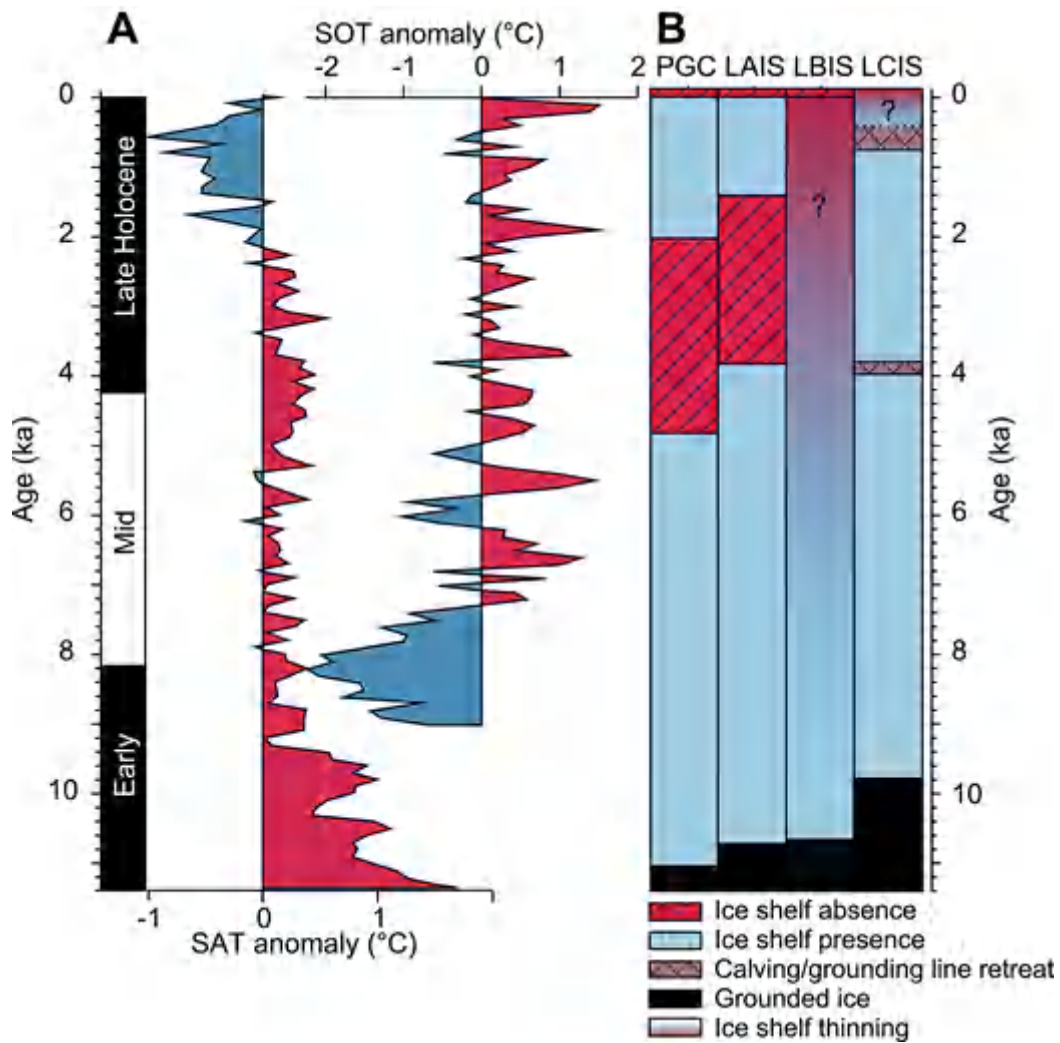 A
SOT anomaly (°C)
B
-2 -1 0 1 2
PGC LAIS LBIS LCIS
0
2
4
6
8
10
Age (ka)
Late Holocene
Mid
Early
-1 0 1
SAT anomaly (°C)
?
?
0
2
4
6
8
10
Age (ka)
Ice shelf absence
Ice shelf presence
Calving/grounding line retreat
Grounded ice
Ice shelf thinning